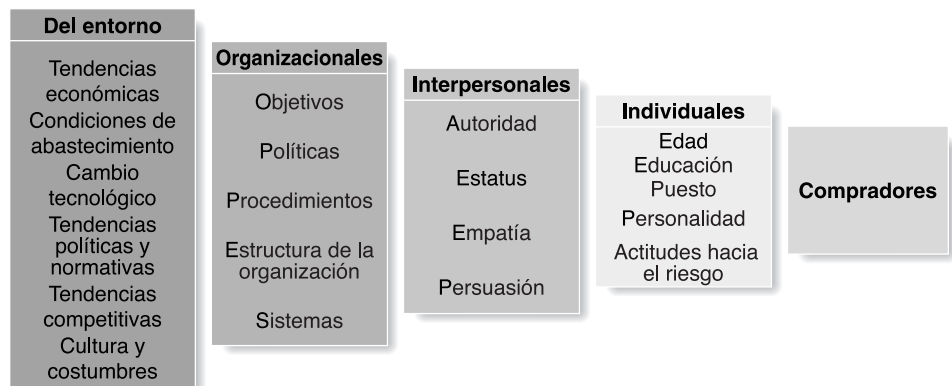 Del entorno
Tendencias
económicas
Condiciones de
abastecimiento
Cambio
tecnológico
Tendencias
políticas y
normativas
Tendencias
competitivas
Cultura y
costumbres
Organizacionales
Objetivos
Políticas
Procedimientos
Estructura de la
organización
Sistemas
Interpersonales
Autoridad
Estatus
Empatía
Persuasión
Individuales
Edad
Educación
Puesto
Personalidad
Actitudes hacia
el riesgo
Compradores